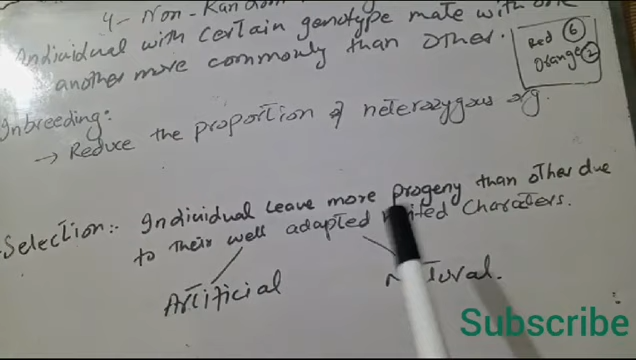 4- Non-Random
Individual with certain genotype mate with one
another more commonly than other.
Red 6
Orange 2
Inbreeding:
→ Reduce the proportion of heterozygous org.
Selection:- Individual leave more progeny than other due
to their well adapted characters.
Artificial
Subscribe